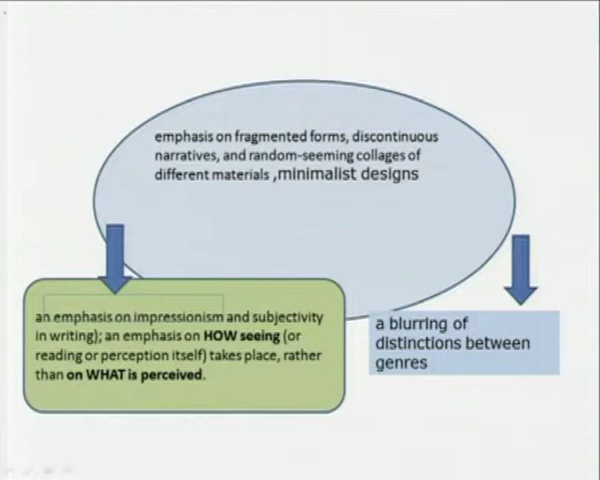 emphasis on fragmented forms, discontinuous
narratives, and random-seeming collages of
different materials ,minimalist designs
an emphasis on impressionism and subjectivity
in writing); an emphasis on HOW seeing (or
reading or perception itself) takes place, rather
than on WHAT is perceived.
a blurring of
distinctions between
genres